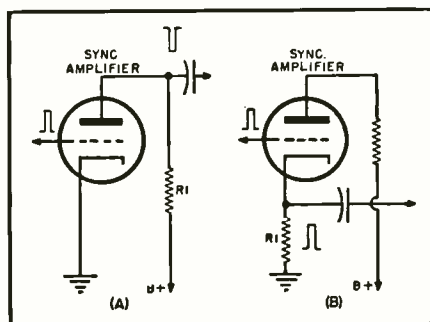 SYNC
AMPLIFIER
R1
B+
(A)
SYNC.
AMPLIFIER
R1
B+
(B)